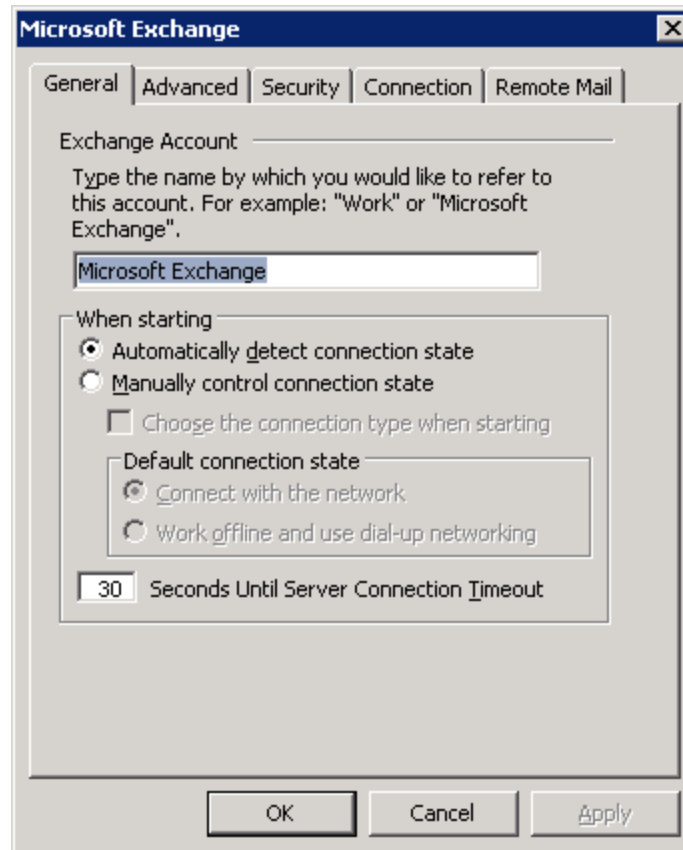 Microsoft Exchange
General Advanced Security Connection Remote Mail
Exchange Account
Type the name by which you would like to refer to
this account. For example: "Work" or "Microsoft
Exchange".
Microsoft Exchange
When starting
Automatically detect connection state
Manually control connection state
Choose the connection type when starting
Default connection state
Connect with the network
Work offline and use dial-up networking
30 Seconds Until Server Connection Timeout
OK Cancel Apply